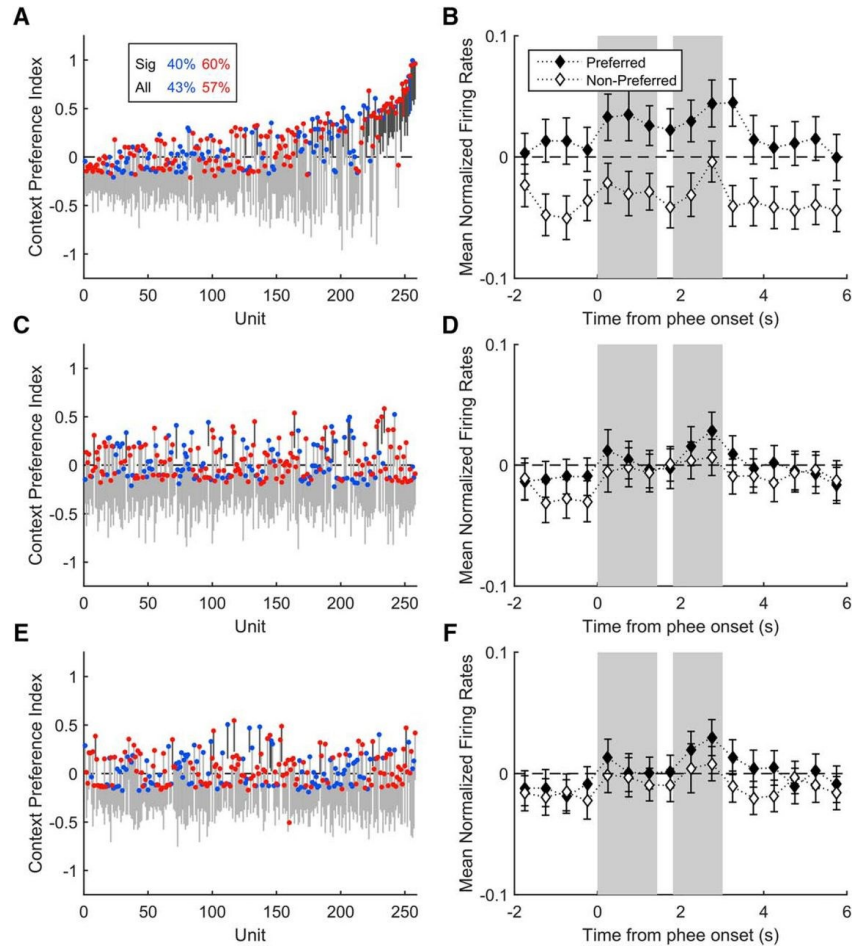 A
B
Context Preference Index
1
0.5
0
-0.5
-1
Sig 40% 60%
All 43% 57%
0 50 100 150 200 250
Unit
Mean Normalized Firing Rates
0.1
0
-0.1
Preferred
Non-Preferred
-2 0 2 4 6
Time from phee onset (s)
C
D
Context Preference Index
1
0.5
0
-0.5
-1
0 50 100 150 200 250
Unit
Mean Normalized Firing Rates
0.1
0
-0.1
-2 0 2 4 6
Time from phee onset (s)
E
F
Context Preference Index
1
0.5
0
-0.5
-1
0 50 100 150 200 250
Unit
Mean Normalized Firing Rates
0.1
0
-0.1
-2 0 2 4 6
Time from phee onset (s)